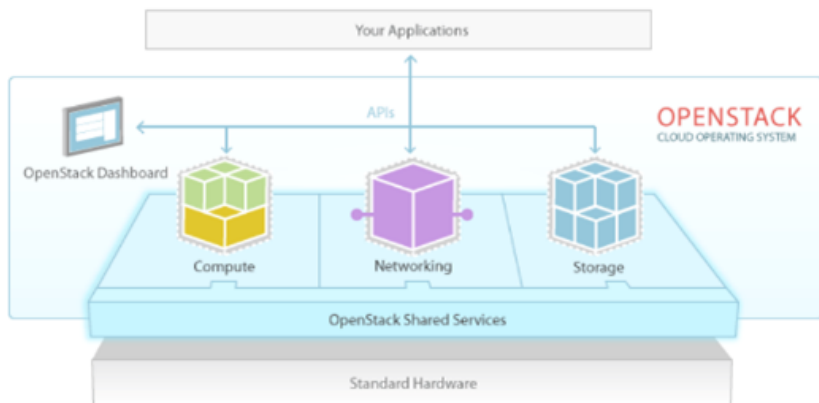 Your Applications
APIs
OPENSTACK
CLOUD OPERATING SYSTEM
OpenStack Dashboard
Compute
Networking
Storage
OpenStack Shared Services
Standard Hardware